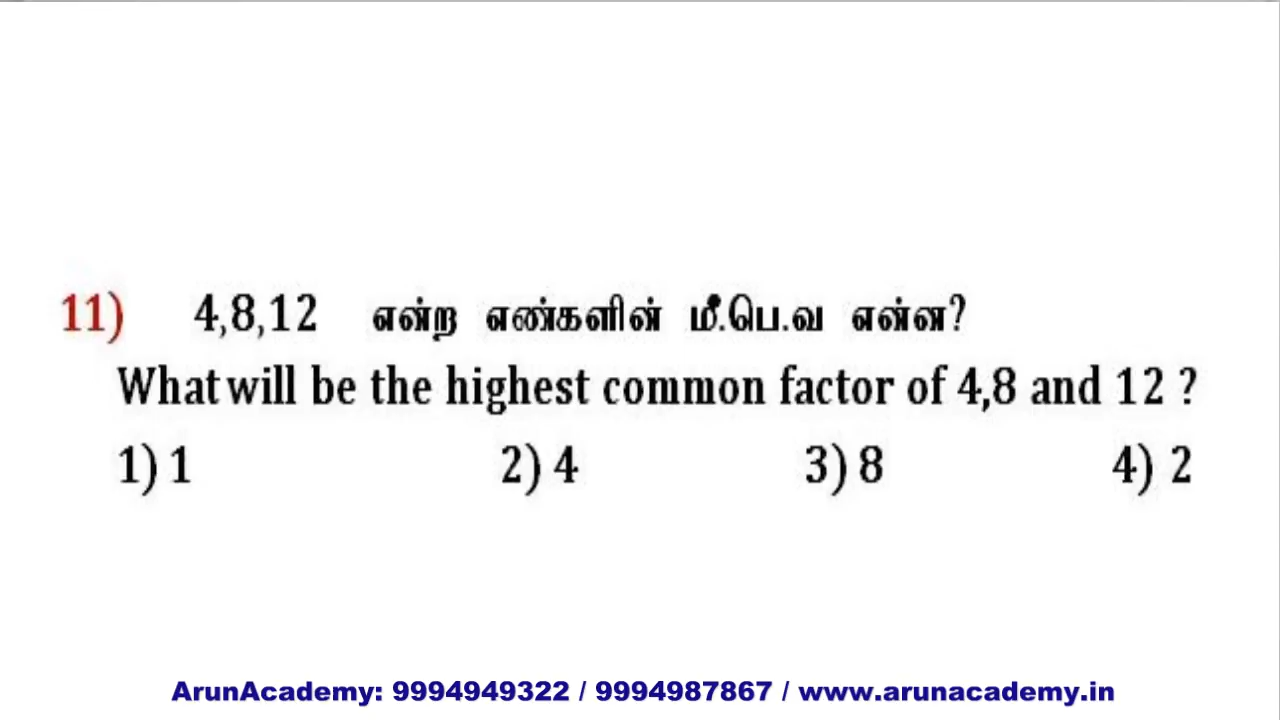 11) 4,8,12 என்ற எண்களின் மீ.பெ.வ என்ன?
What will be the highest common factor of 4,8 and 12 ?
1) 1 2) 4 3) 8 4) 2
ArunAcademy: 9994949322 / 9994987867 / www.arunacademy.in